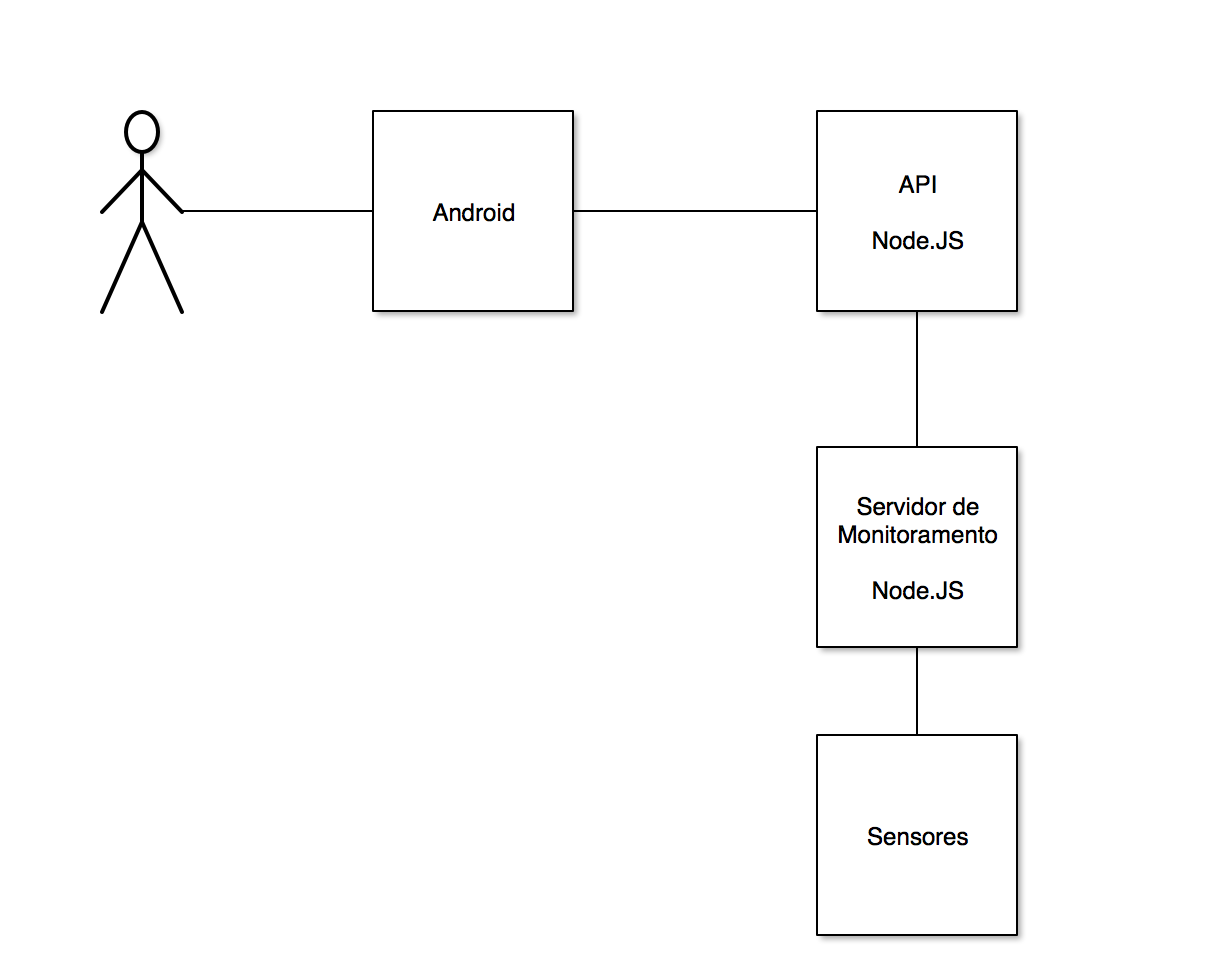 Android
API
Node.JS
Servidor de
Monitoramento
Node.JS
Sensores